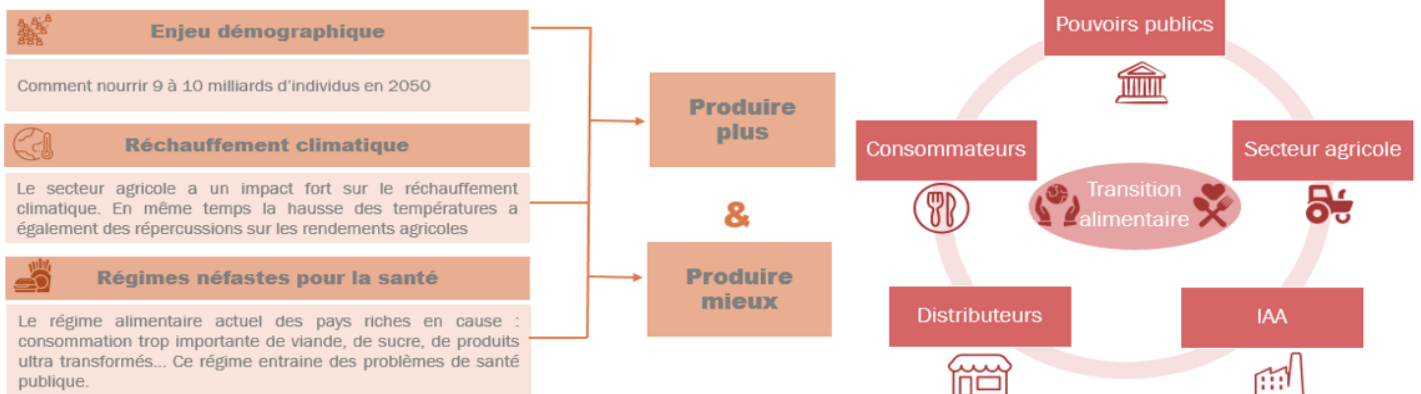 Enjeu démographique
Comment nourrir 9 à 10 milliards d'individus en 2050
Réchauffement climatique
Le secteur agricole a un impact fort sur le réchauffement
climatique. En même temps la hausse des températures a
également des répercussions sur les rendements agricoles
Régimes néfastes pour la santé
Le régime alimentaire actuel des pays riches en cause :
consommation trop importante de viande, de sucre, de produits
ultra transformés... Ce régime entraine des problèmes de santé
publique.
Produire
plus
&
Produire
mieux
Pouvoirs publics
Consommateurs
Secteur agricole
Transition
alimentaire
Distributeurs
IAA